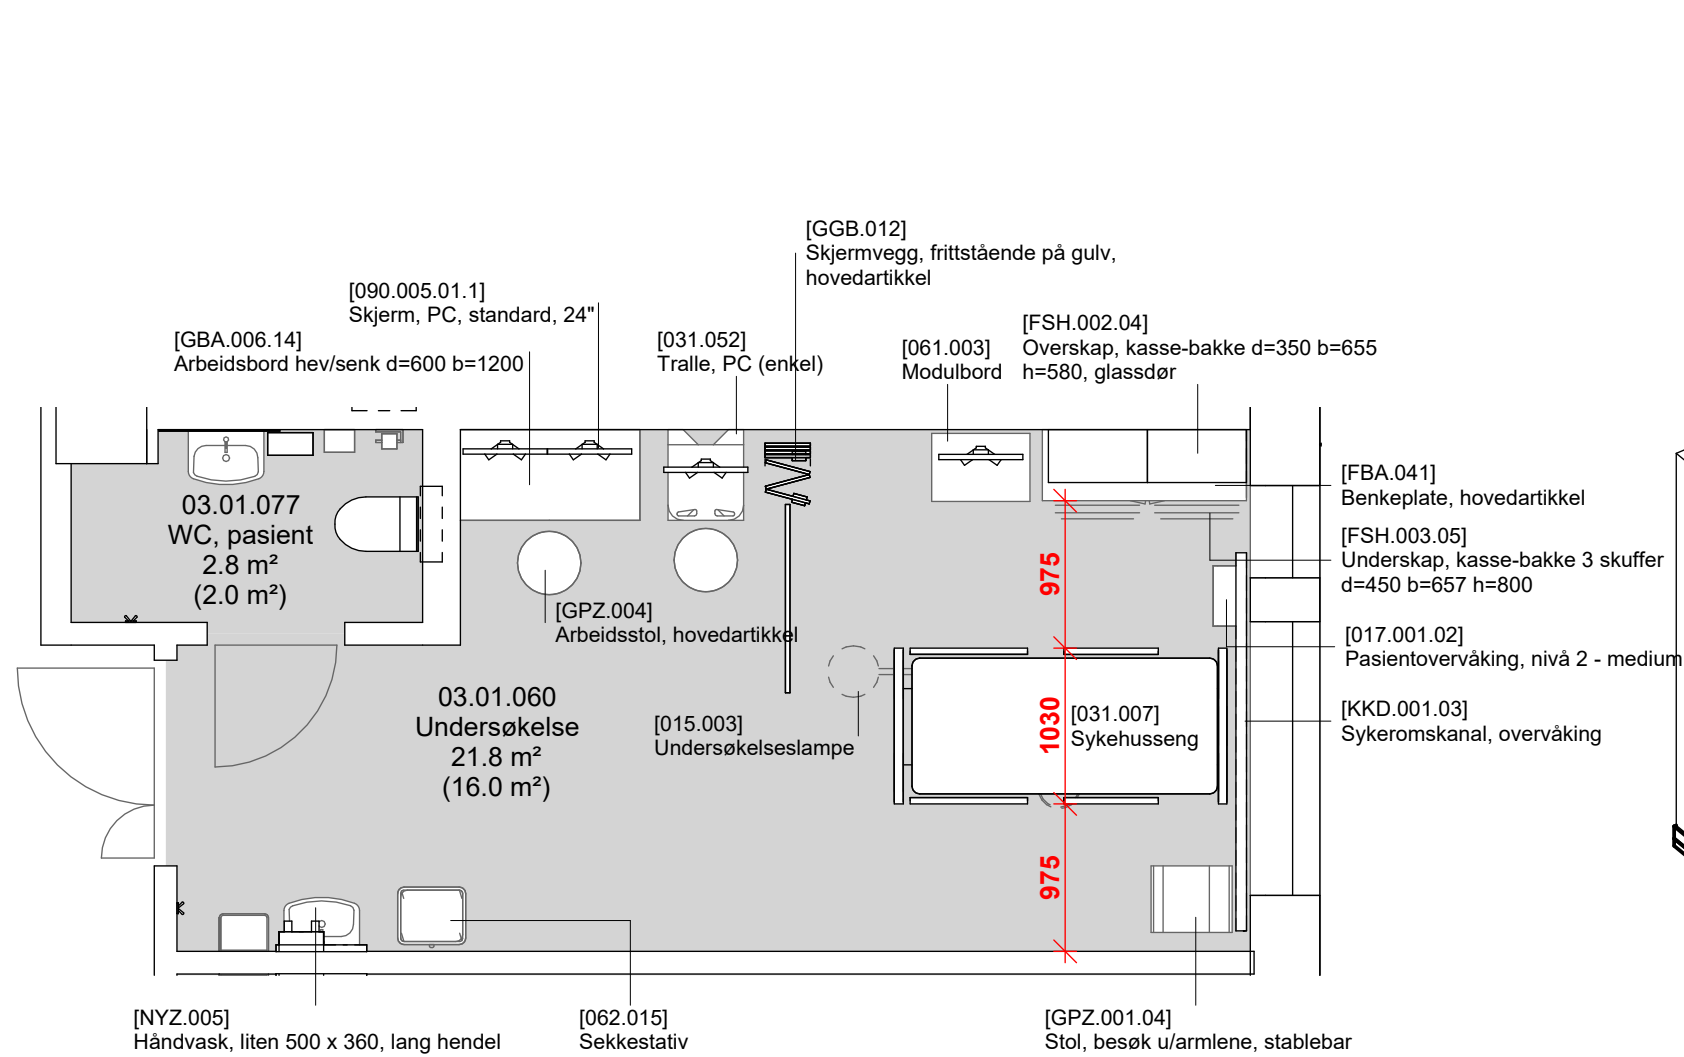 [GGB.012]
Skjermvegg, frittstående på gulv,
hovedartikkel
[090.005.01.1]
Skjerm, PC, standard, 24"
[GBA.006.14]
Arbeidsbord hev/senk d=600 b=1200
[031.052]
Tralle, PC (enkel)
[061.003]
Modulbord
[FSH.002.04]
Overskap, kasse-bakke d=350 b=655
h=580, glassdør
[FBA.041]
Benkeplate, hovedartikkel
[FSH.003.05]
Underskap, kasse-bakke 3 skuffer
d=450 b=657 h=800
[017.001.02]
Pasientovervåking, nivå 2 - medium
[KKD.001.03]
Sykeromskanal, overvåking
03.01.077
WC, pasient
2.8 m²
(2.0 m²)
[GPZ.004]
Arbeidsstol, hovedartikkel
03.01.060
Undersøkelse
21.8 m²
(16.0 m²)
[015.003]
Undersøkelseslampe
975
1030
975
[031.007]
Sykehusseng
[NYZ.005]
Håndvask, liten 500 x 360, lang hendel
[062.015]
Sekkestativ
[GPZ.001.04]
Stol, besøk u/armlene, stablebar